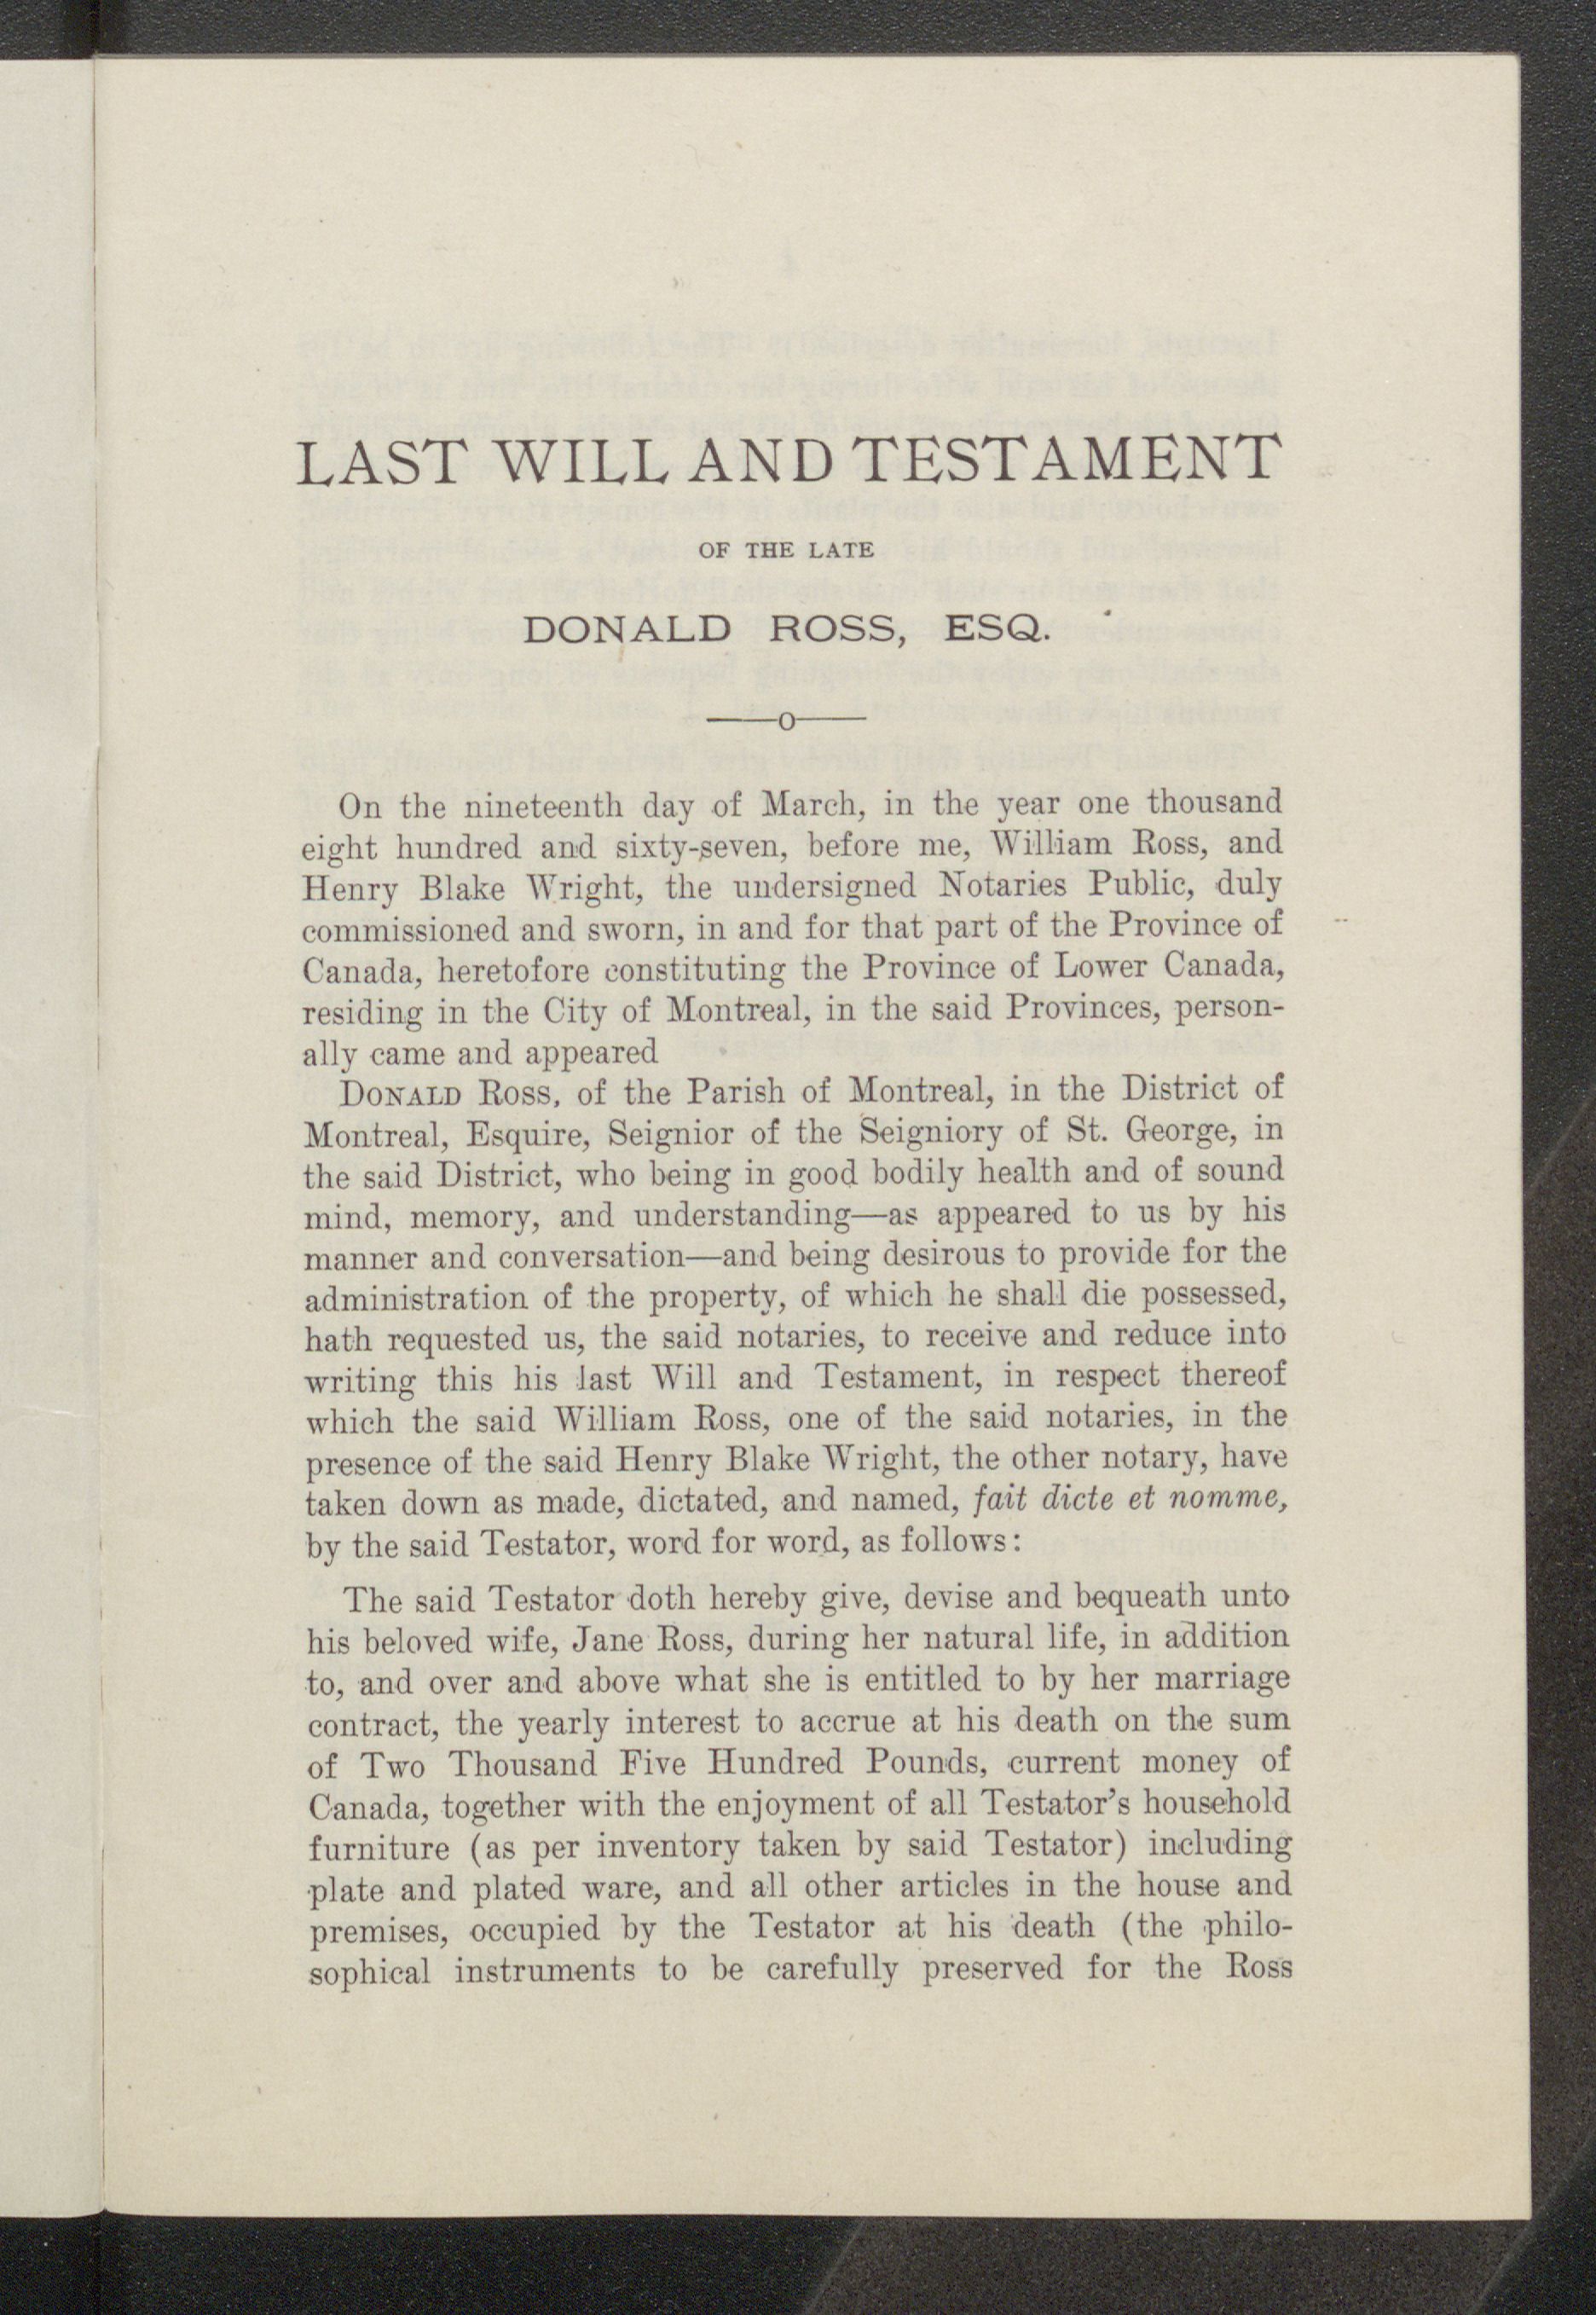 LAST WILL AND TESTAMENT
OF THE LATE
DONALD ROSS, ESQ.
On the nineteenth day of March, in the year one thousand
eight hundred and sixty-seven, before me, William Ross, and
Henry Blake Wright, the undersigned Notaries Public, duly
commissioned and sworn, in and for that part of the Province of
Canada, heretofore constituting the Province of Lower Canada,
residing in the City of Montreal, in the said Provinces, person-
ally came and appeared
DONALD ROSS, of the Parish of Montreal, in the District of
Montreal, Esquire, Seignior of the Seigniory of St. George, in
the said District, who being in good bodily health and of sound
mind, memory, and understanding—as appeared to us by his
manner and conversation—and being desirous to provide for the
administration of the property, of which he shall die possessed,
hath requested us, the said notaries, to receive and reduce into
writing this his last Will and Testament, in respect thereof
which the said William Ross, one of the said notaries, in the
presence of the said Henry Blake Wright, the other notary, have
taken down as made, dictated, and named, fait dicte et nomme,
by the said Testator, word for word, as follows:
The said Testator doth hereby give, devise and bequeath unto
his beloved wife, Jane Ross, during her natural life, in addition
to, and over and above what she is entitled to by her marriage
contract, the yearly interest to accrue at his death on the sum
of Two Thousand Five Hundred Pounds, current money of
Canada, together with the enjoyment of all Testator's household
furniture (as per inventory taken by said Testator) including
plate and plated ware, and all other articles in the house and
premises, occupied by the Testator at his death (the philo-
sophical instruments to be carefully preserved for the Ross